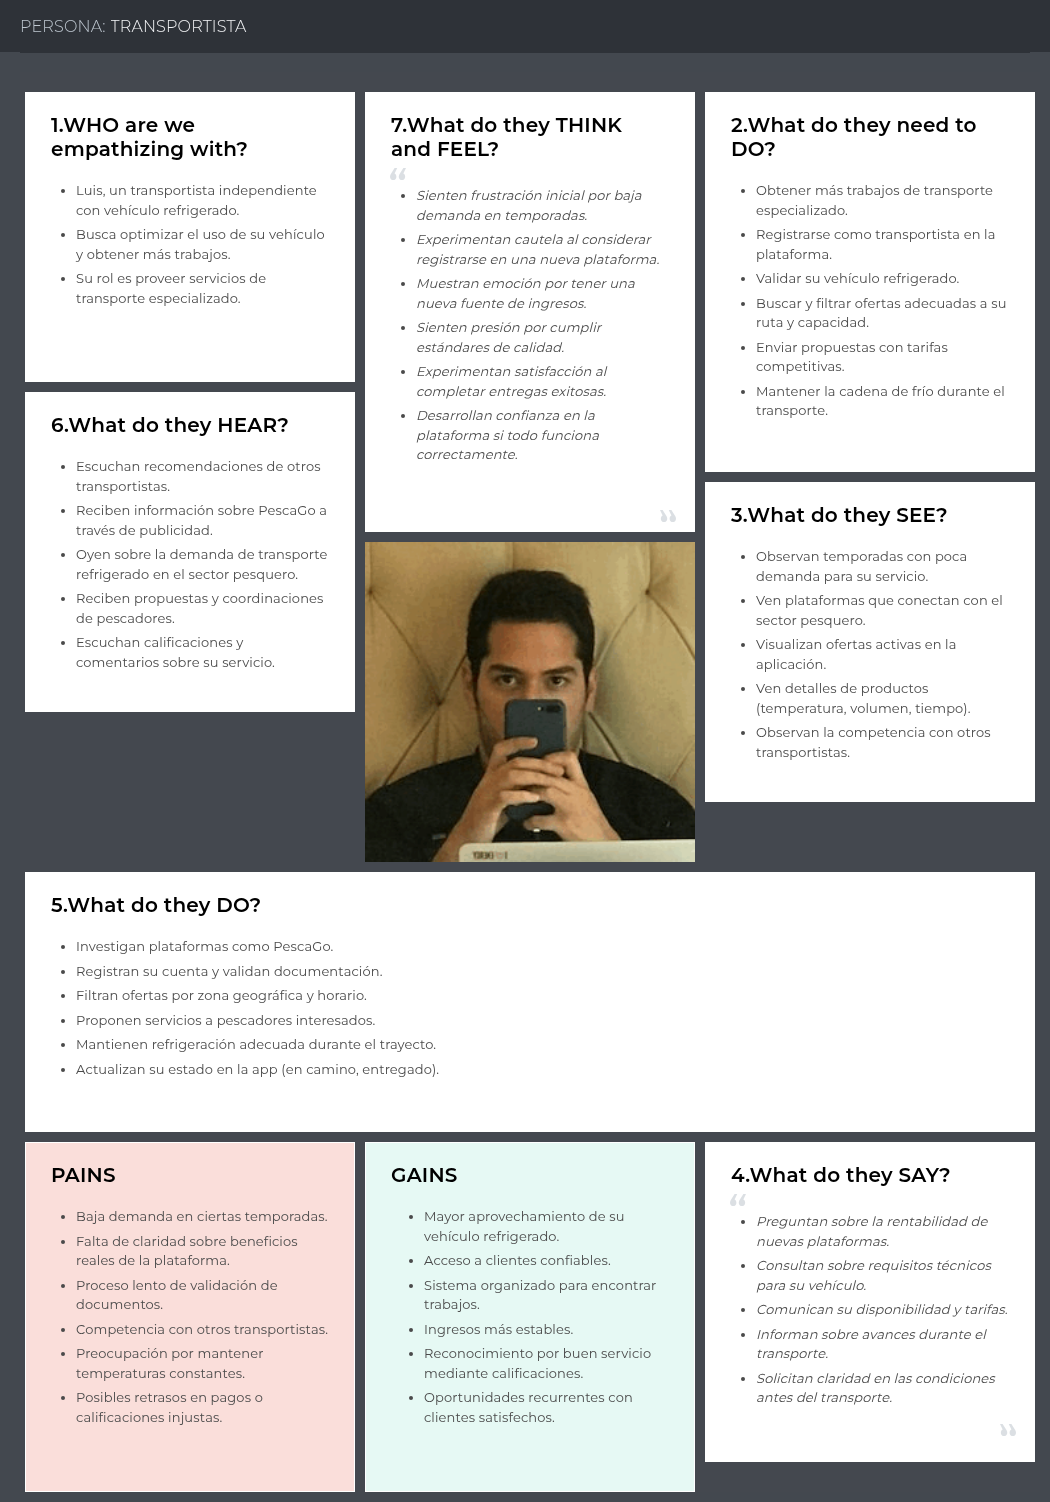 PERSONA: TRANSPORTISTA
1.WHO are we
empathizing with?
• Luis, un transportista independiente
con vehículo refrigerado.
• Busca optimizar el uso de su vehículo
y obtener más trabajos.
• Su rol es proveer servicios de
transporte especializado.
7.What do they THINK
and FEEL?
“
• Sienten frustración inicial por baja
demanda en temporadas.
• Experimentan cautela al considerar
registrarse en una nueva plataforma.
• Muestran emoción por tener una
nueva fuente de ingresos.
• Sienten presión por cumplir
estándares de calidad.
• Experimentan satisfacción al
completar entregas exitosas.
• Desarrollan confianza en la
plataforma si todo funciona
correctamente.
”
2.What do they need to
DO?
• Obtener más trabajos de transporte
especializado.
• Registrarse como transportista en la
plataforma.
• Validar su vehículo refrigerado.
• Buscar y filtrar ofertas adecuadas a su
ruta y capacidad.
• Enviar propuestas con tarifas
competitivas.
• Mantener la cadena de frío durante el
transporte.
6.What do they HEAR?
• Escuchan recomendaciones de otros
transportistas.
• Reciben información sobre PescaGo a
través de publicidad.
• Oyen sobre la demanda de transporte
refrigerado en el sector pesquero.
• Reciben propuestas y coordinaciones
de pescadores.
• Escuchan calificaciones y
comentarios sobre su servicio.
3.What do they SEE?
• Observan temporadas con poca
demanda para su servicio.
• Ven plataformas que conectan con el
sector pesquero.
• Visualizan ofertas activas en la
aplicación.
• Ven detalles de productos
(temperatura, volumen, tiempo).
• Observan la competencia con otros
transportistas.
5.What do they DO?
• Investigan plataformas como PescaGo.
• Registran su cuenta y validan documentación.
• Filtran ofertas por zona geográfica y horario.
• Proponen servicios a pescadores interesados.
• Mantienen refrigeración adecuada durante el trayecto.
• Actualizan su estado en la app (en camino, entregado).
PAINS
• Baja demanda en ciertas temporadas.
• Falta de claridad sobre beneficios
reales de la plataforma.
• Proceso lento de validación de
documentos.
• Competencia con otros transportistas.
• Preocupación por mantener
temperaturas constantes.
• Posibles retrasos en pagos o
calificaciones injustas.
GAINS
• Mayor aprovechamiento de su
vehículo refrigerado.
• Acceso a clientes confiables.
• Sistema organizado para encontrar
trabajos.
• Ingresos más estables.
• Reconocimiento por buen servicio
mediante calificaciones.
• Oportunidades recurrentes con
clientes satisfechos.
4.What do they SAY?
“
• Preguntan sobre la rentabilidad de
nuevas plataformas.
• Consultan sobre requisitos técnicos
para su vehículo.
• Comunican su disponibilidad y tarifas.
• Informan sobre avances durante el
transporte.
• Solicitan claridad en las condiciones
antes del transporte.
”